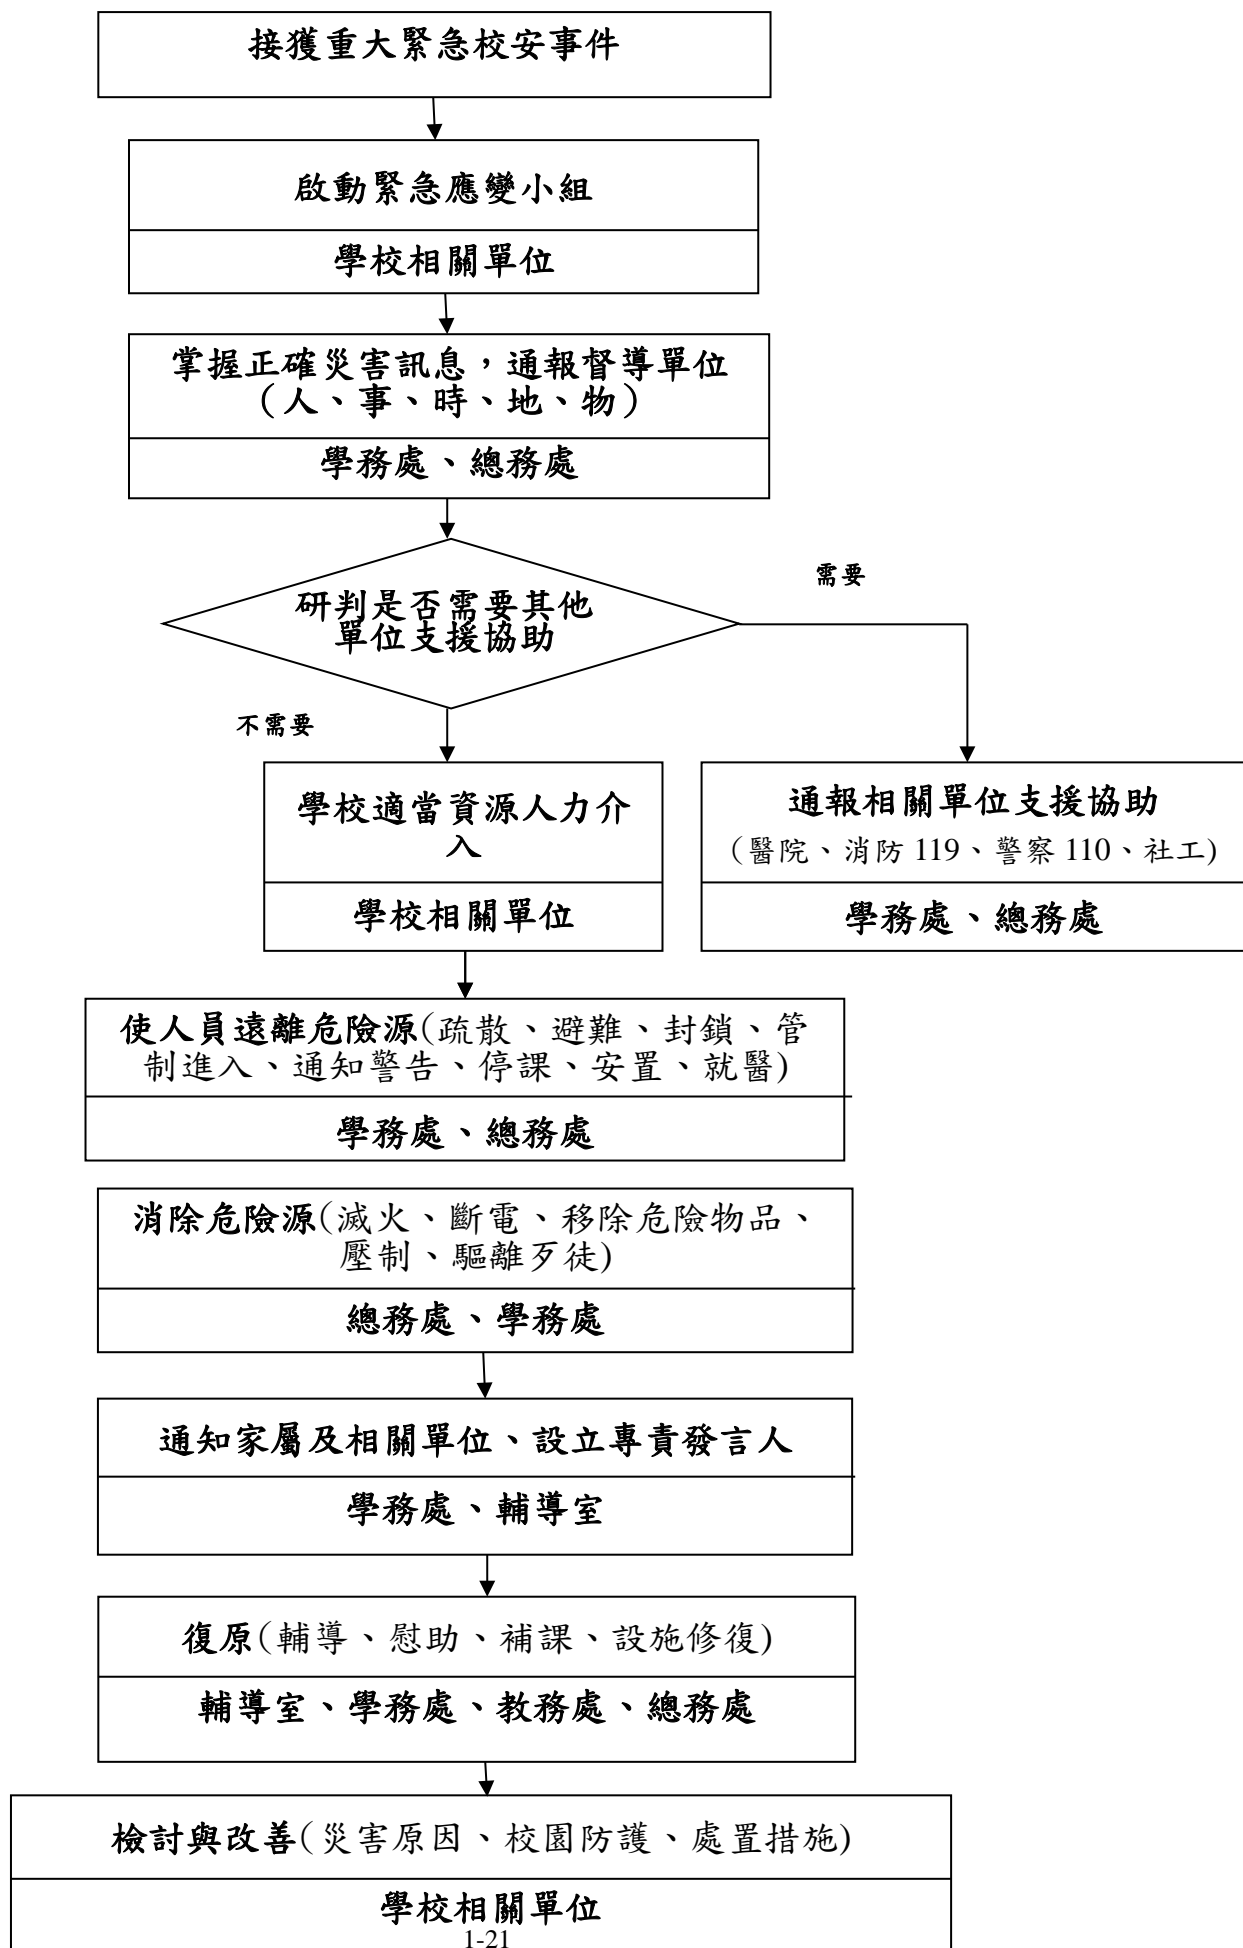 接獲重大緊急校安事件
啟動緊急應變小組
學校相關單位
掌握正確災害訊息，通報督導單位
（人、事、時、地、物）
學務處、總務處
研判是否需要其他
單位支援協助
需要
不需要
學校適當資源人力介
入
學校相關單位
通報相關單位支援協助
（醫院、消防 119、警察 110、社工)
學務處、總務處
使人員遠離危險源(疏散、避難、封鎖、管
制進入、通知警告、停課、安置、就醫)
學務處、總務處
消除危險源(滅火、斷電、移除危險物品、
壓制、驅離歹徒)
總務處、學務處
通知家屬及相關單位、設立專責發言人
學務處、輔導室
復原(輔導、慰助、補課、設施修復)
輔導室、學務處、教務處、總務處
檢討與改善(災害原因、校園防護、處置措施)
學校相關單位
1-21